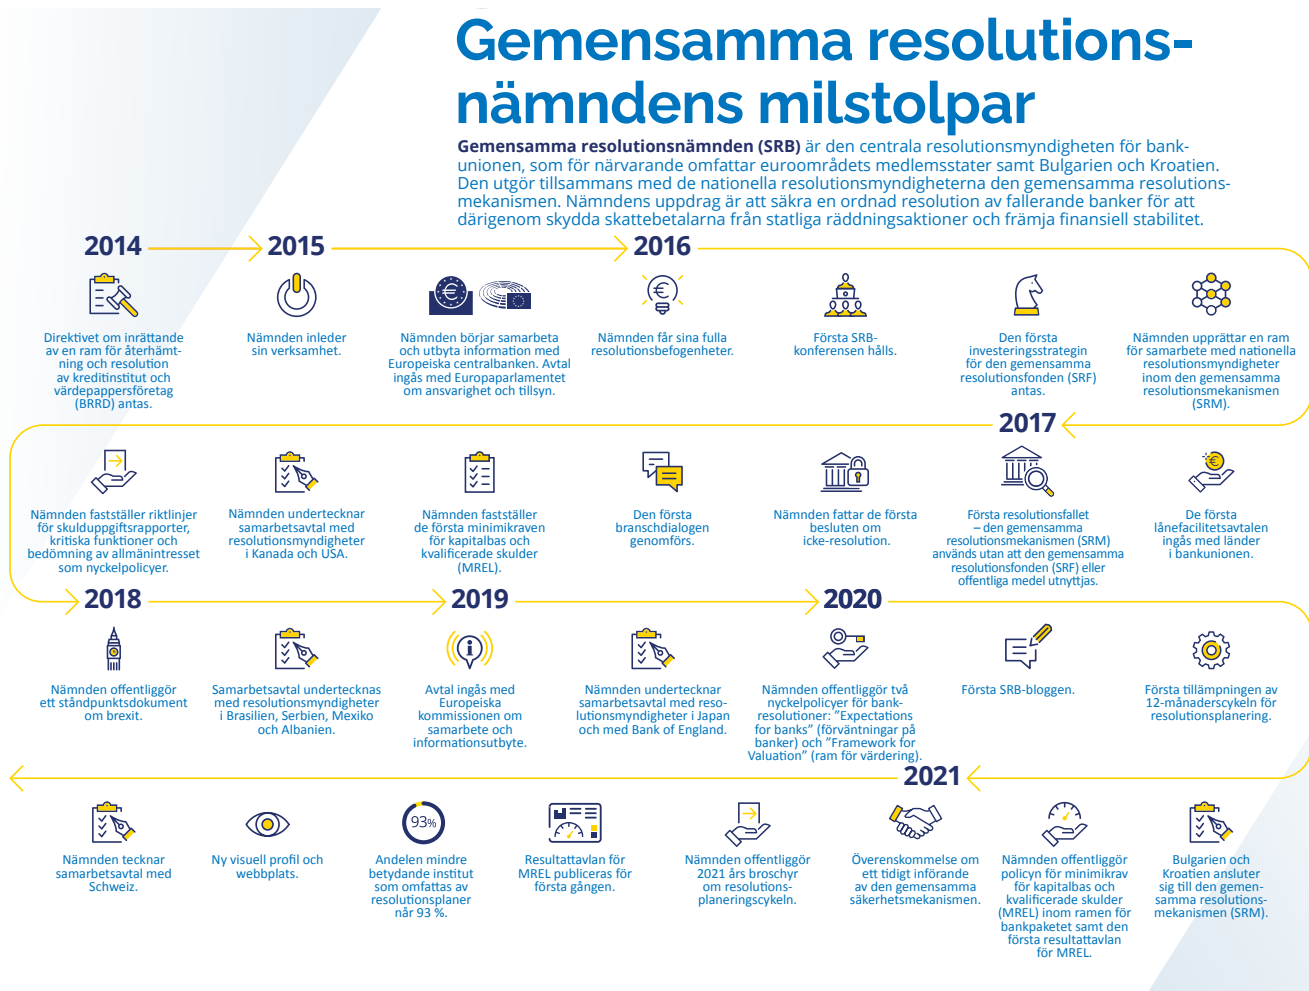 Gemensamma resolutions-
nämndens milstolpar
Gemensamma resolutionsnämnden (SRB) är den centrala resolutionsmyndigheten för bank-
unionen, som för närvarande omfattar euroområdets medlemsstater samt Bulgarien och Kroatien.
Den utgör tillsammans med de nationella resolutionsmyndigheterna den gemensamma resolutions-
mekanismen. Nämndens uppdrag är att säkra en ordnad resolution av fallerande banker för att
därigenom skydda skattebetalarna från statliga räddningsaktioner och främja finansiell stabilitet.
2014
2015
2016
Direktivet om inrättande
av en ram för återhämt-
ning och resolution
av kreditinstitut och
värdepappersföretag
(BRRD) antas.
Nämnden inleder
sin verksamhet.
Nämnden börjar samarbeta
och utbyta information med
Europeiska centralbanken. Avtal
ingås med Europaparlamentet
om ansvarighet och tillsyn.
Nämnden får sina fulla
resolutionsbefogenheter.
Första SRB-
konferensen hålls.
Den första
investeringsstrategin
för den gemensamma
resolutionsfonden (SRF)
antas.
Nämnden upprättar en ram
för samarbete med nationella
resolutionsmyndigheter
inom den gemensamma
resolutionsmekanismen
(SRM).
2017
Nämnden fastställer riktlinjer
för skulduppgiftsrapporter,
kritiska funktioner och
bedömning av allmänintresset
som nyckelpolicyer.
Nämnden undertecknar
samarbetsavtal med
resolutionsmyndigheter
i Kanada och USA.
Nämnden fastställer
de första minimikraven
för kapitalbas och
kvalificerade skulder
(MREL).
Den första
branschdialogen
genomförs.
Nämnden fattar de första
besluten om
icke-resolution.
Första resolutionsfallet
– den gemensamma
resolutionsmekanismen (SRM)
används utan att den gemensamma
resolutionsfonden (SRF) eller
offentliga medel utnyttjas.
De första
lånefacilitetsavtalen
ingås med länder
i bankunionen.
2018
2019
2020
Nämnden offentliggör
ett ståndpunktsdokument
om brexit.
Samarbetsavtal undertecknas
med resolutionsmyndigheter
i Brasilien, Serbien, Mexiko
och Albanien.
Avtal ingås med
Europeiska
kommissionen om
samarbete och
informationsutbyte.
Nämnden undertecknar
samarbetsavtal med reso-
lutionsmyndigheter i Japan
och med Bank of England.
Nämnden offentliggör två
nyckelpolicyer för bank-
resolutioner: ”Expectations
for banks” (förväntningar på
banker) och ”Framework for
Valuation” (ram för värdering).
Första SRB-bloggen.
Första tillämpningen av
12-månaderscykeln för
resolutionsplanering.
2021
Nämnden tecknar
samarbetsavtal med
Schweiz.
Ny visuell profil och
webbplats.
93%
Andelen mindre
betydande institut
som omfattas av
resolutionsplaner
når 93 %.
Resultattavlan för
MREL publiceras för
första gången.
Nämnden offentliggör
2021 års broschyr
om resolutions-
planeringscykeln.
Överenskommelse om
ett tidigt införande
av den gemensamma
säkerhetsmekanismen.
Nämnden offentliggör
policyn för minimikrav
för kapitalbas och
kvalificerade skulder
(MREL) inom ramen för
bankpaketet samt den
första resultattavlan
för MREL.
Bulgarien och
Kroatien ansluter
sig till den gemen-
samma resolutions-
mekanismen (SRM).